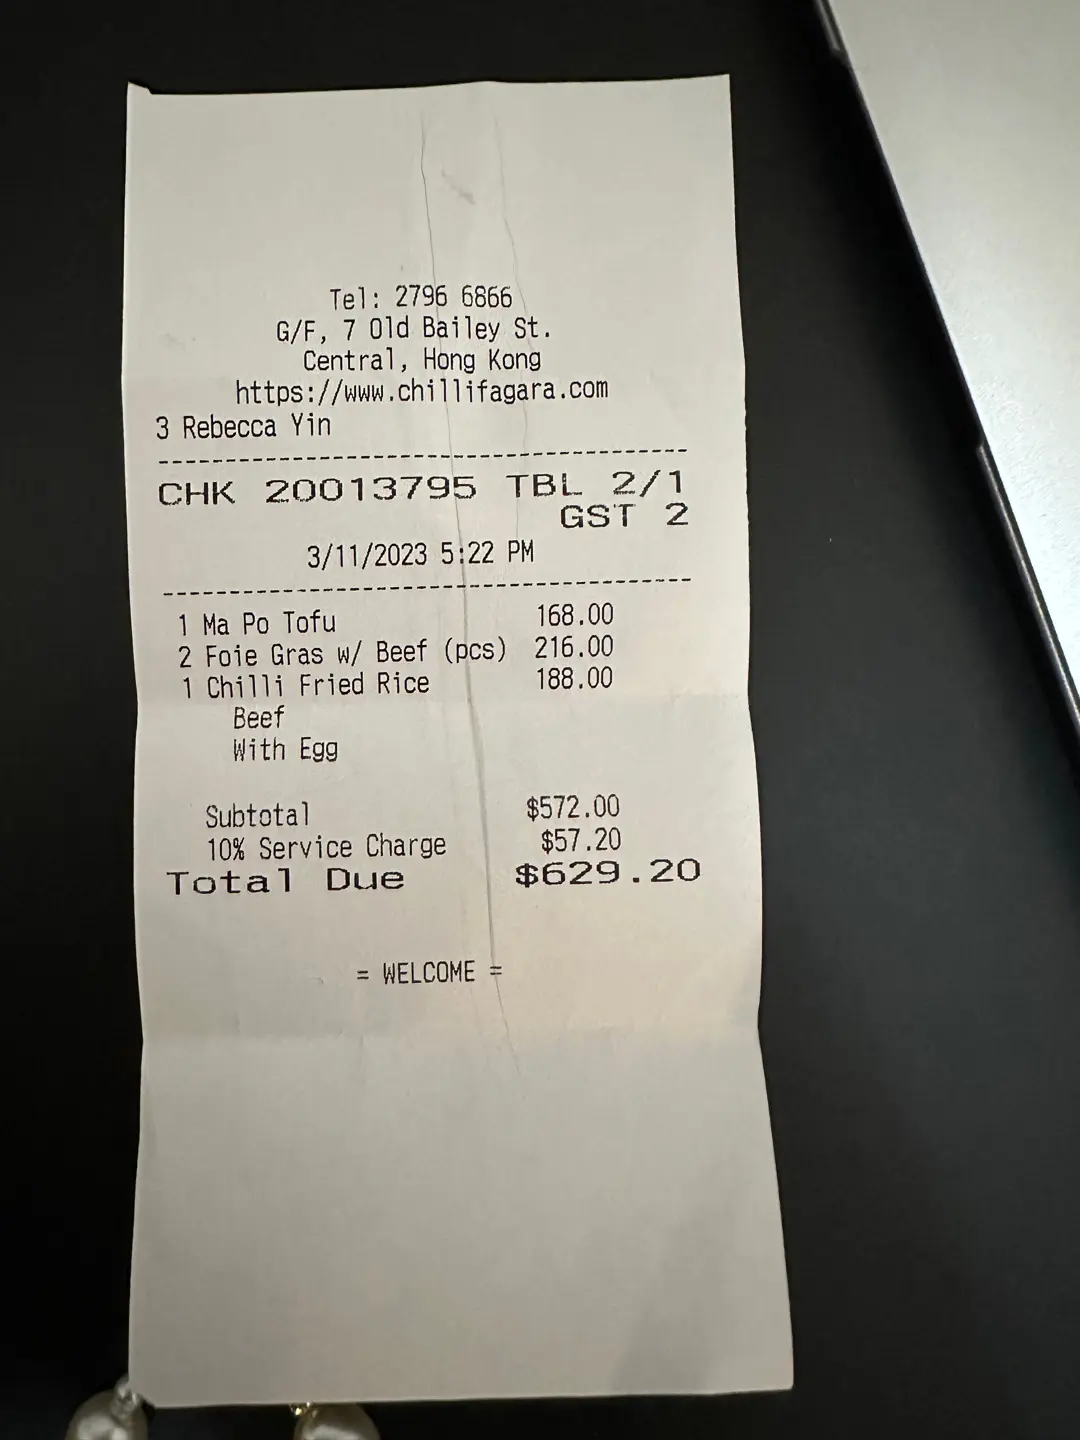 Tel: 2796 6866
G/F, 7 Old Bailey St.
Central, Hong Kong
https://www.chillifagara.com
3 Rebecca Yin
----------------------------------------
CHK 20013795 TBL 2/1
GST 2
3/11/2023 5:22 PM
----------------------------------------
1 Ma Po Tofu 168.00
2 Foie Gras w/ Beef (pcs) 216.00
1 Chilli Fried Rice 188.00
Beef
With Egg
Subtotal $572.00
10% Service Charge $57.20
Total Due $629.20
= WELCOME =